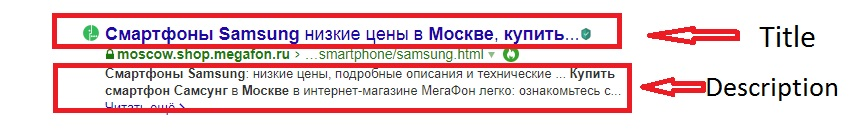 Смартфоны Samsung низкие цены в Москве, купить...
Title
moscow.shop.megafon.ru › ...smartphone/samsung.html
Смартфоны Samsung: низкие цены, подробные описания и технические ... Купить
смартфон Самсунг в Москве в интернет-магазине МегаФон легко: ознакомьтесь с...
Description
Читать ещё >